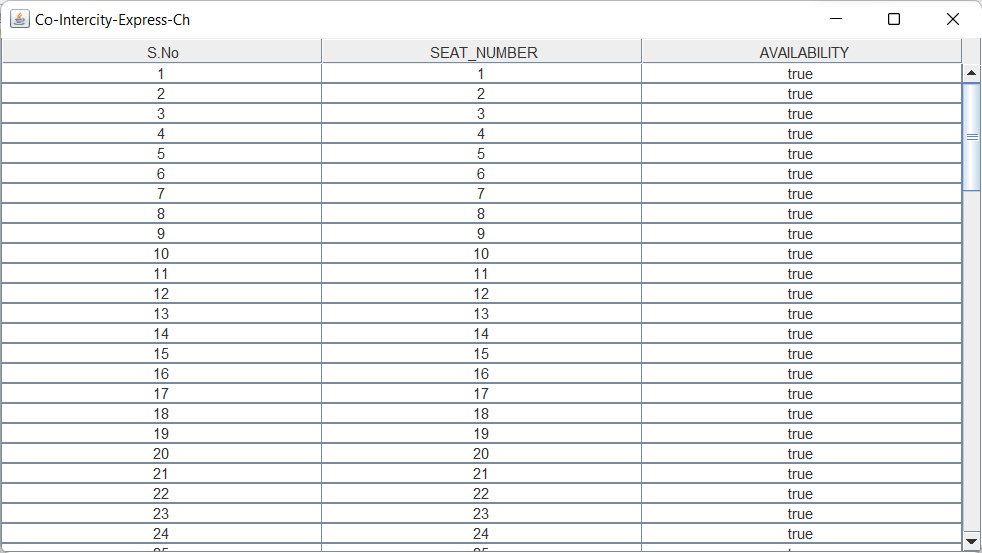 Co-Intercity-Express-Ch
S.No SEAT_NUMBER AVAILABILITY
1 1 true
2 2 true
3 3 true
4 4 true
5 5 true
6 6 true
7 7 true
8 8 true
9 9 true
10 10 true
11 11 true
12 12 true
13 13 true
14 14 true
15 15 true
16 16 true
17 17 true
18 18 true
19 19 true
20 20 true
21 21 true
22 22 true
23 23 true
24 24 true